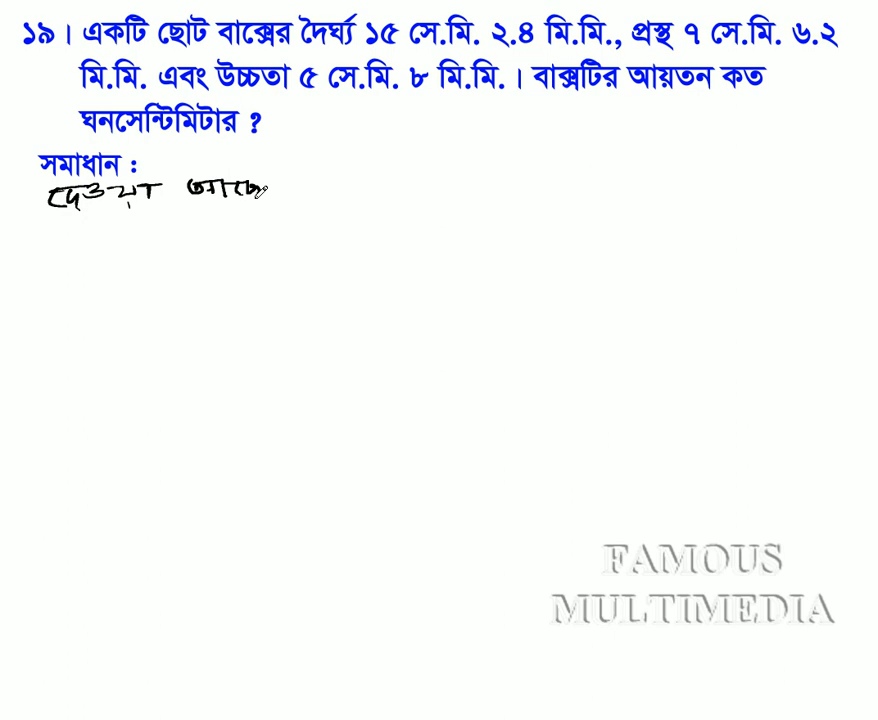 ১৯। একটি ছোট বাক্সের দৈর্ঘ্য ১৫ সে.মি. ২.৪ মি.মি., প্রস্থ ৭ সে.মি. ৬.২
মি.মি. এবং উচ্চতা ৫ সে.মি. ৮ মি.মি.। বাক্সটির আয়তন কত
ঘনসেন্টিমিটার ?
সমাধান :
দেওয়া আছে
FAMOUS
MULTIMEDIA